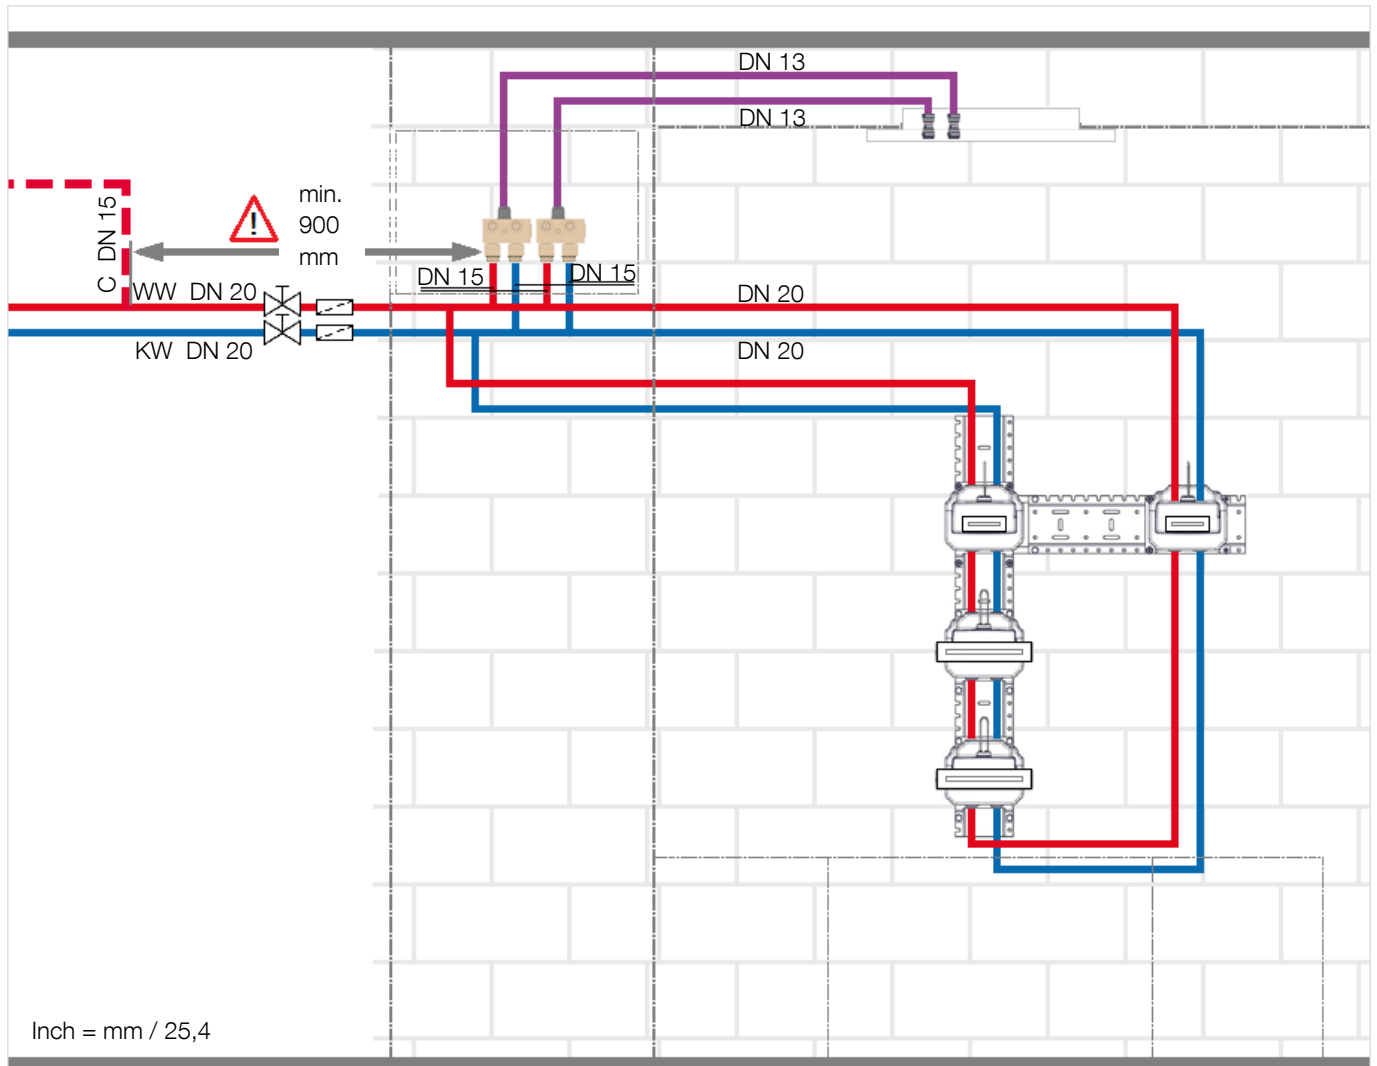 DN 13
DN 13
C DN 15
!
min.
900
mm
DN 15
DN 15
WW DN 20
DN 20
KW DN 20
DN 20
Inch = mm / 25,4